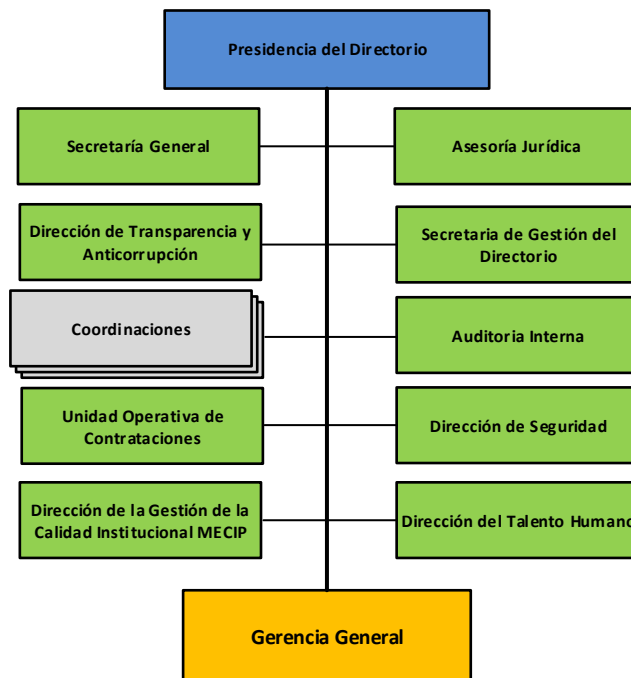 Presidencia del Directorio
Secretaría General
Asesoría Jurídica
Dirección de Transparencia y
Anticorrupción
Secretaria de Gestión del
Directorio
Coordinaciones
Auditoria Interna
Unidad Operativa de
Contrataciones
Dirección de Seguridad
Dirección de la Gestión de la
Calidad Institucional MECIP
Dirección del Talento Humano
Gerencia General